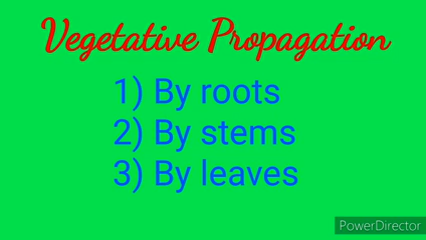 Vegetative Propagation
1) By roots
2) By stems
3) By leaves
PowerDirector